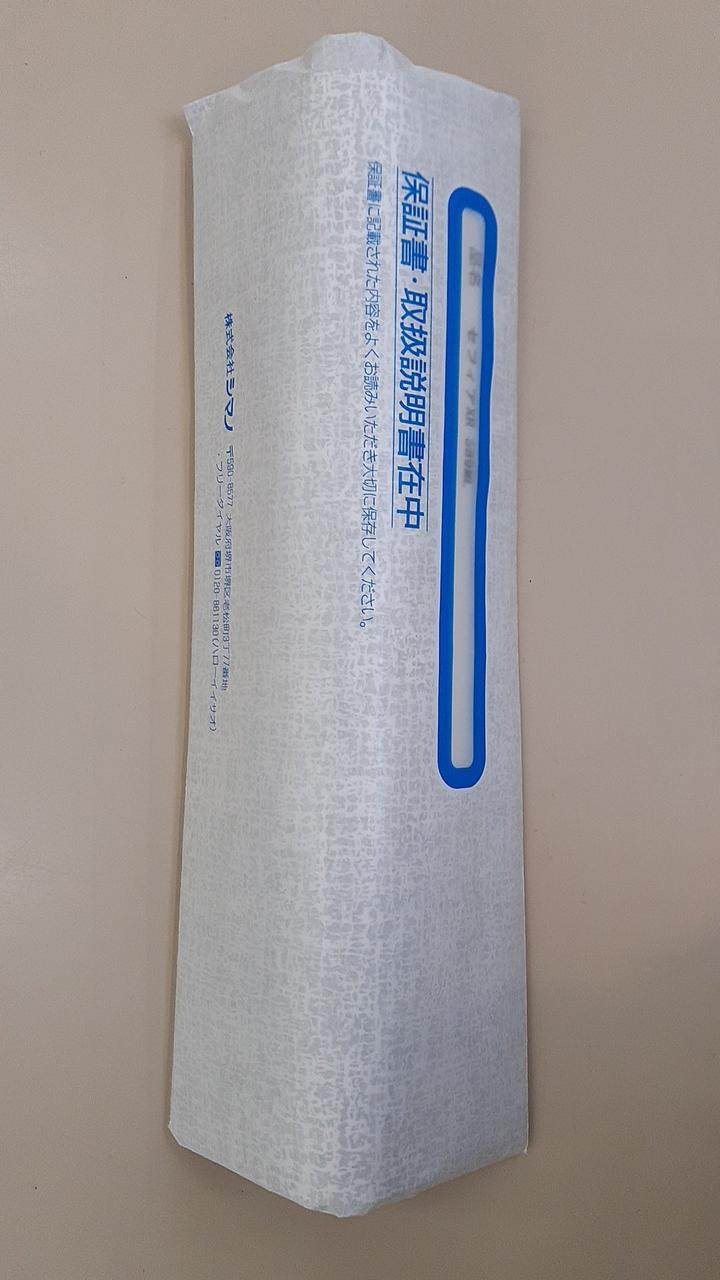 品名 セフィアXR
保証書・取扱説明書在中
保証書に記載された内容をよくお読みいただき大切に保存してください。
株式会社シマノ 〒590-8577 大阪府堺市堺区老松町3丁77番地
・フリーダイヤル 0120-861130(ハローイイサオ)